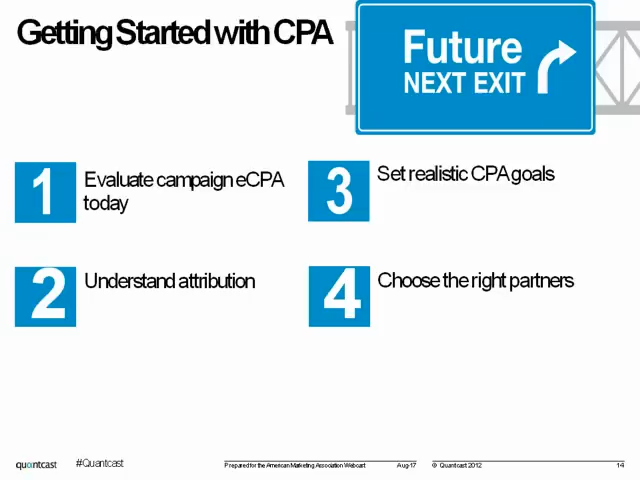 Getting Started with CPA
Future
NEXT EXIT
1
Evaluate campaign eCPA
today
2
Understand attribution
3
Set realistic CPA goals
4
Choose the right partners
quantcast
#Quantcast
Prepared for the American Marketing Association Webcast
Aug-17
© Quantcast 2012
14